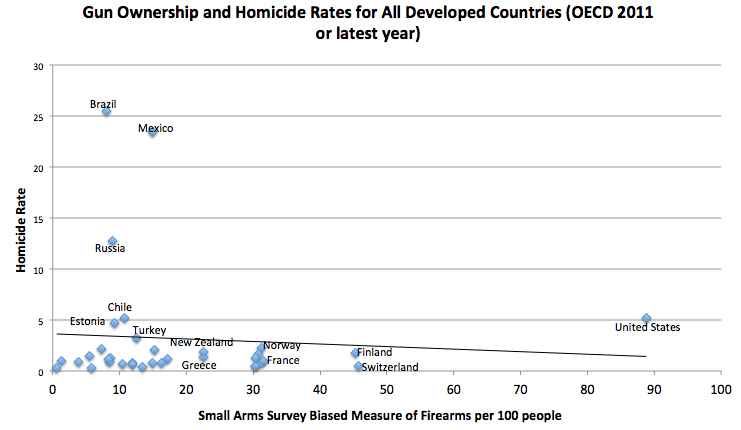 Gun Ownership and Homicide Rates for All Developed Countries (OECD 2011
or latest year)
30
Brazil
25
Mexico
20
15
Russia
10
Chile
Estonia
5
United States
Turkey
New Zealand
Norway
Finland
Greece
France
Switzerland
0
Homicide Rate
0 10 20 30 40 50 60 70 80 90 100
Small Arms Survey Biased Measure of Firearms per 100 people